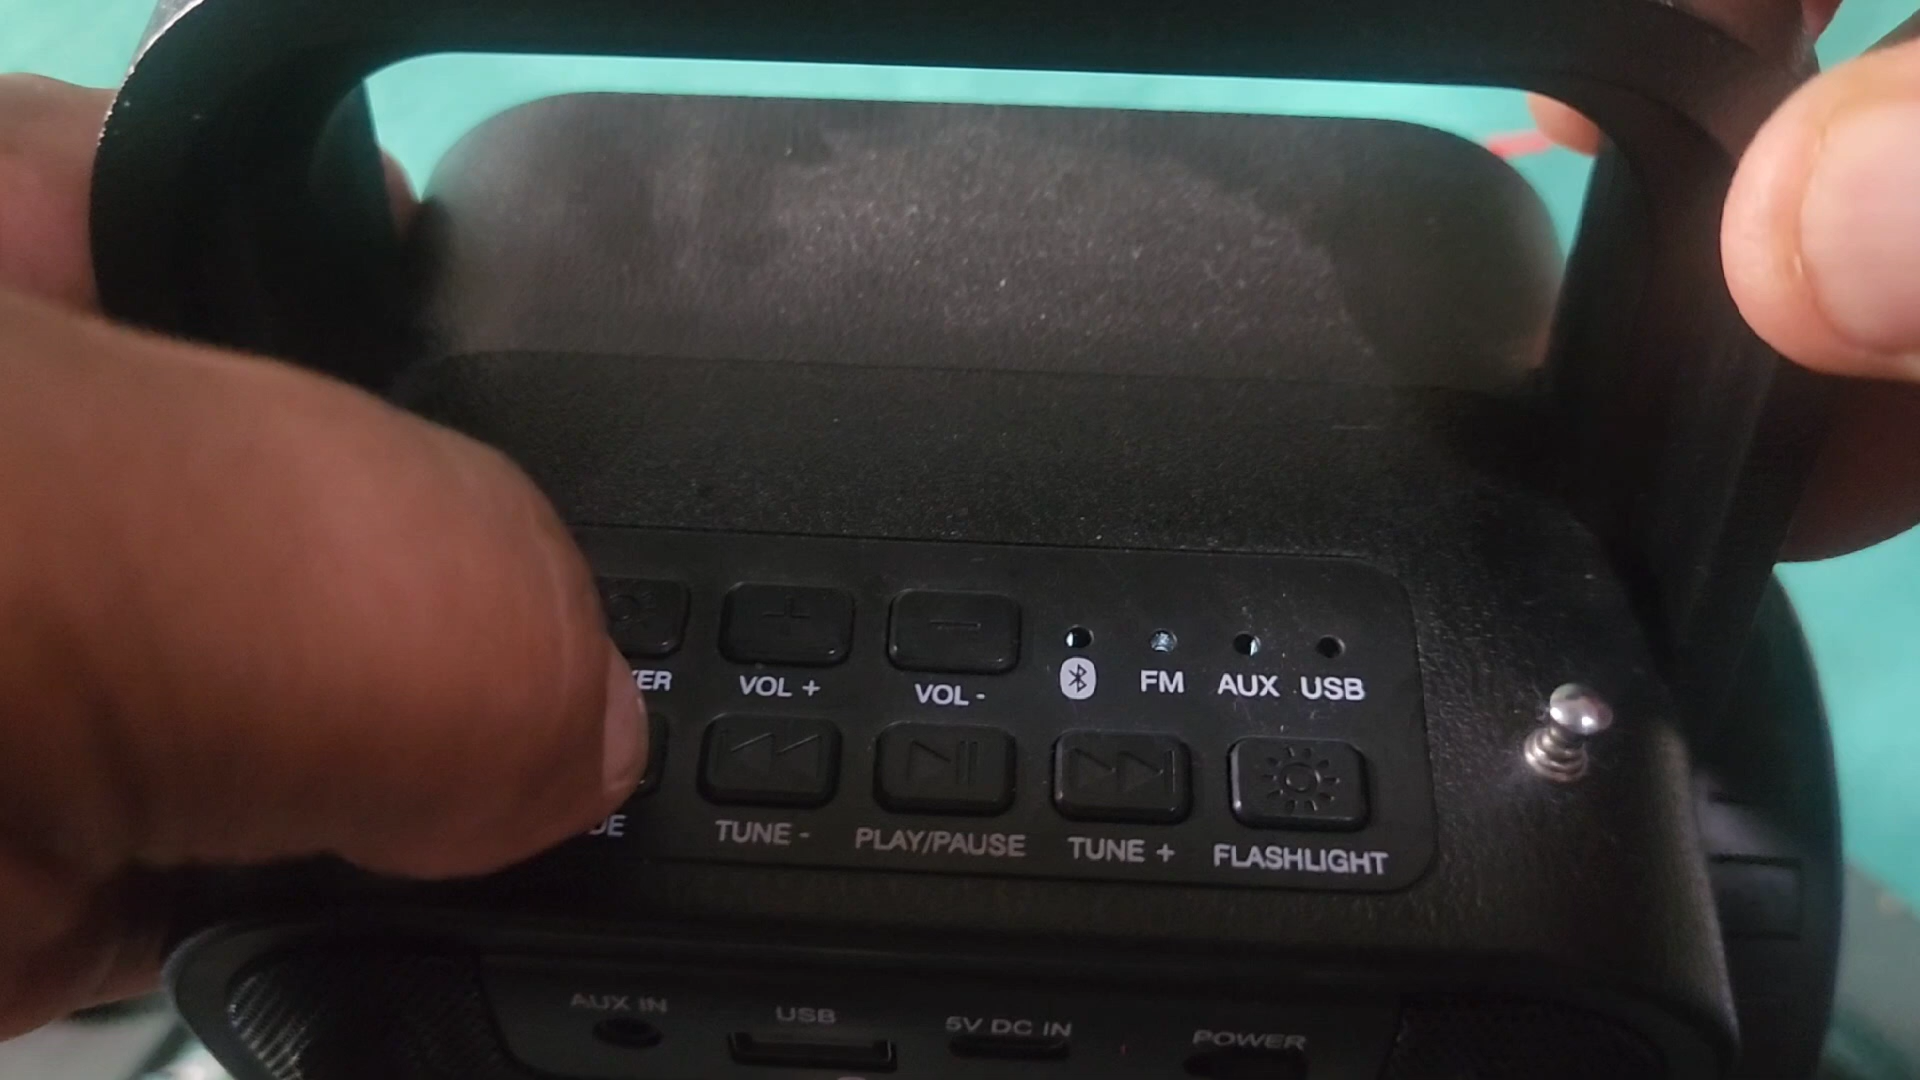 VOL +
VOL -
FM
AUX
USB
TUNE -
PLAY/PAUSE
TUNE +
FLASHLIGHT
AUX IN
USB
5V DC IN
POWER